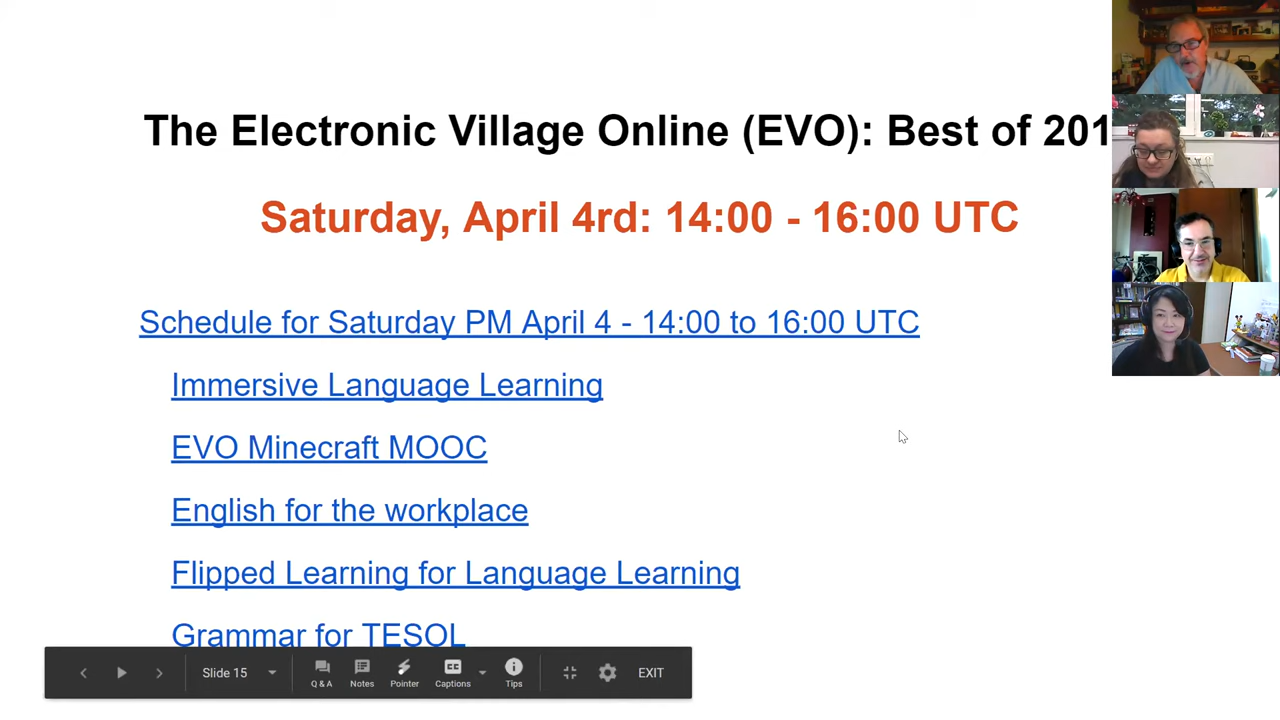 The Electronic Village Online (EVO): Best of 201
Saturday, April 4rd: 14:00 - 16:00 UTC
Schedule for Saturday PM April 4 - 14:00 to 16:00 UTC
Immersive Language Learning
EVO Minecraft MOOC
English for the workplace
Flipped Learning for Language Learning
Grammar for TESOL
Slide 15
Q & A
Notes
Pointer
CC
Captions
Tips
EXIT